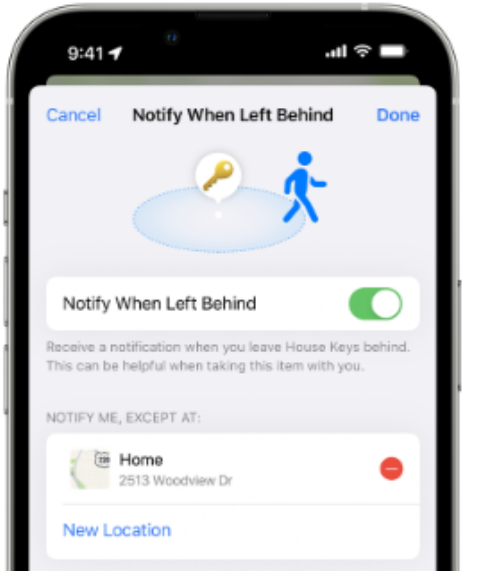 9:41
Cancel Notify When Left Behind Done
Notify When Left Behind
Receive a notification when you leave House Keys behind.
This can be helpful when taking this item with you.
NOTIFY ME, EXCEPT AT:
Home
2513 Woodview Dr
New Location